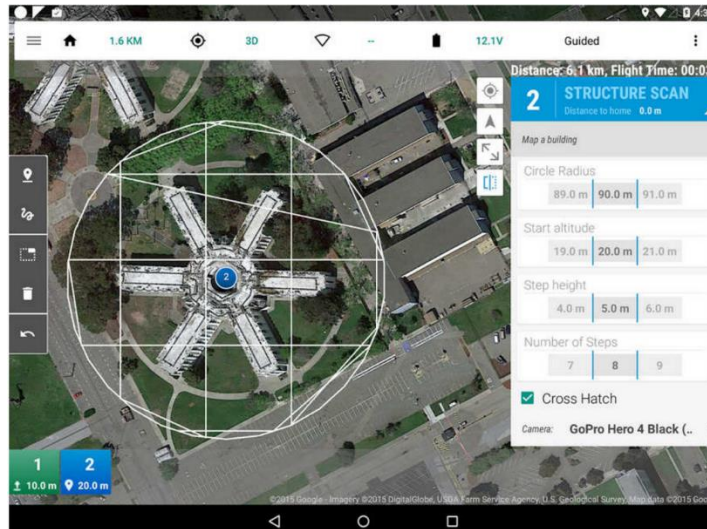 1.6 KM 3D -- 12.1V Guided
Distance: 6.1 km, Flight Time: 00:0
2 STRUCTURE SCAN
Distance to home 0.0 m
Map a building
Circle Radius
89.0 m 90.0 m 91.0 m
Start altitude
19.0 m 20.0 m 21.0 m
Step height
4.0 m 5.0 m 6.0 m
Number of Steps
7 8 9
Cross Hatch
Camera: GoPro Hero 4 Black (..
2
1 2
10.0 m 20.0 m
©2015 Google - Imagery ©2015 DigitalGlobe, USDA Farm Service Agency, U.S. Geological Survey, Map data ©2015 Goog